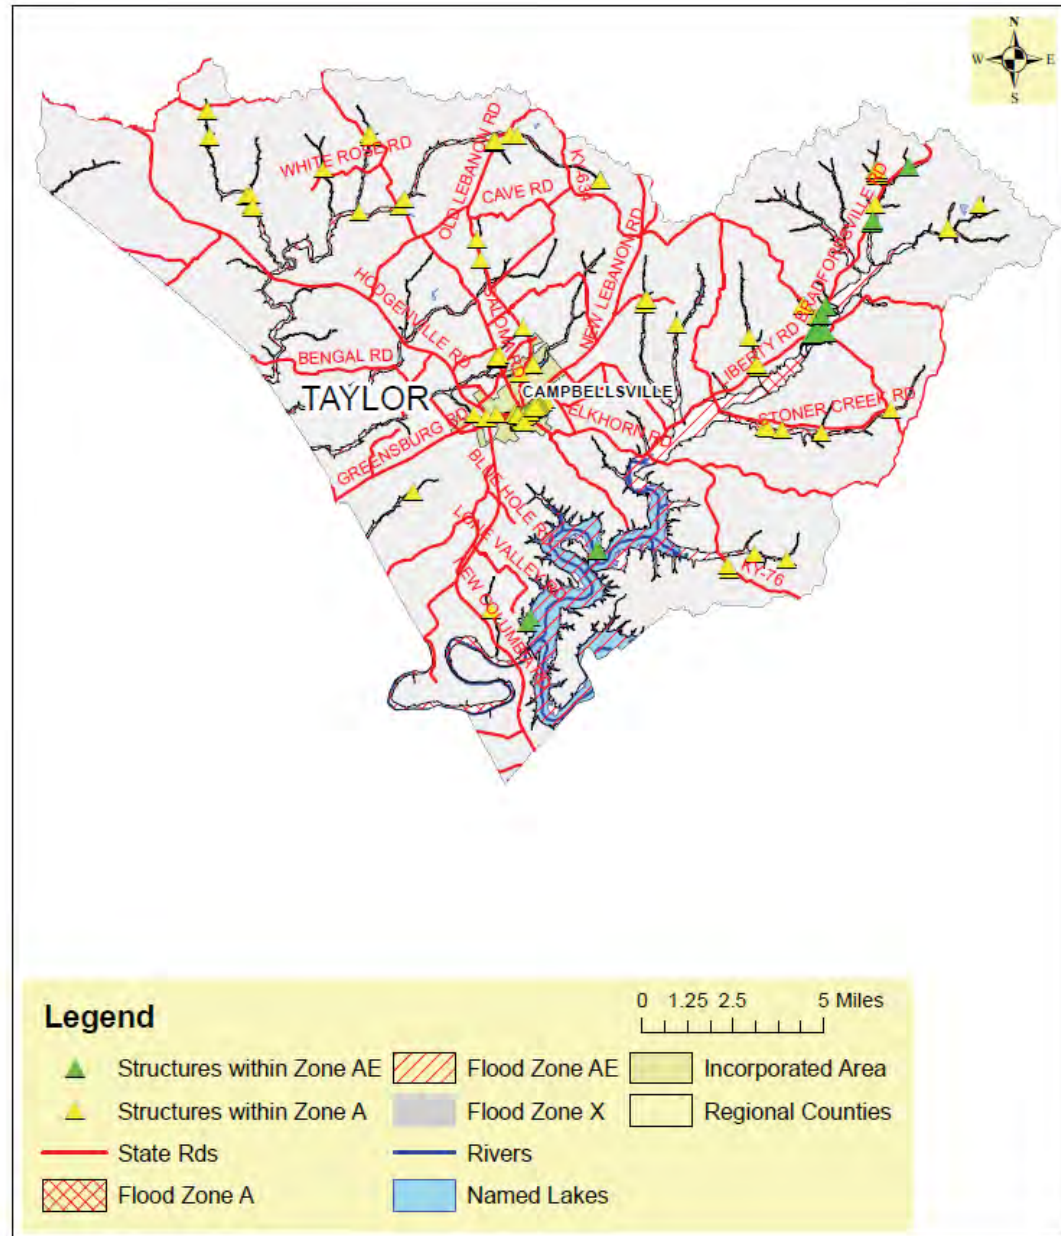 N
W E
S
WHITE ROSE RD
OLD LEBANON RD
KY-634
CAVE RD
NEW LEBANON RD
BRADFORDSVILLE RD
HODGENVILLE RD
SALOMA RD
LIBERTY RD
BENGAL RD
TAYLOR
CAMPBELLSVILLE
GREENSBURG RD
ELKHORN RD
STONER CREEK RD
BLUE HOLE RD
LONE VALLEY RD
NEW COLUMBIA RD
KY-76
Legend
0 1.25 2.5 5 Miles
Structures within Zone AE
Flood Zone AE
Incorporated Area
Structures within Zone A
Flood Zone X
Regional Counties
State Rds
Rivers
Flood Zone A
Named Lakes